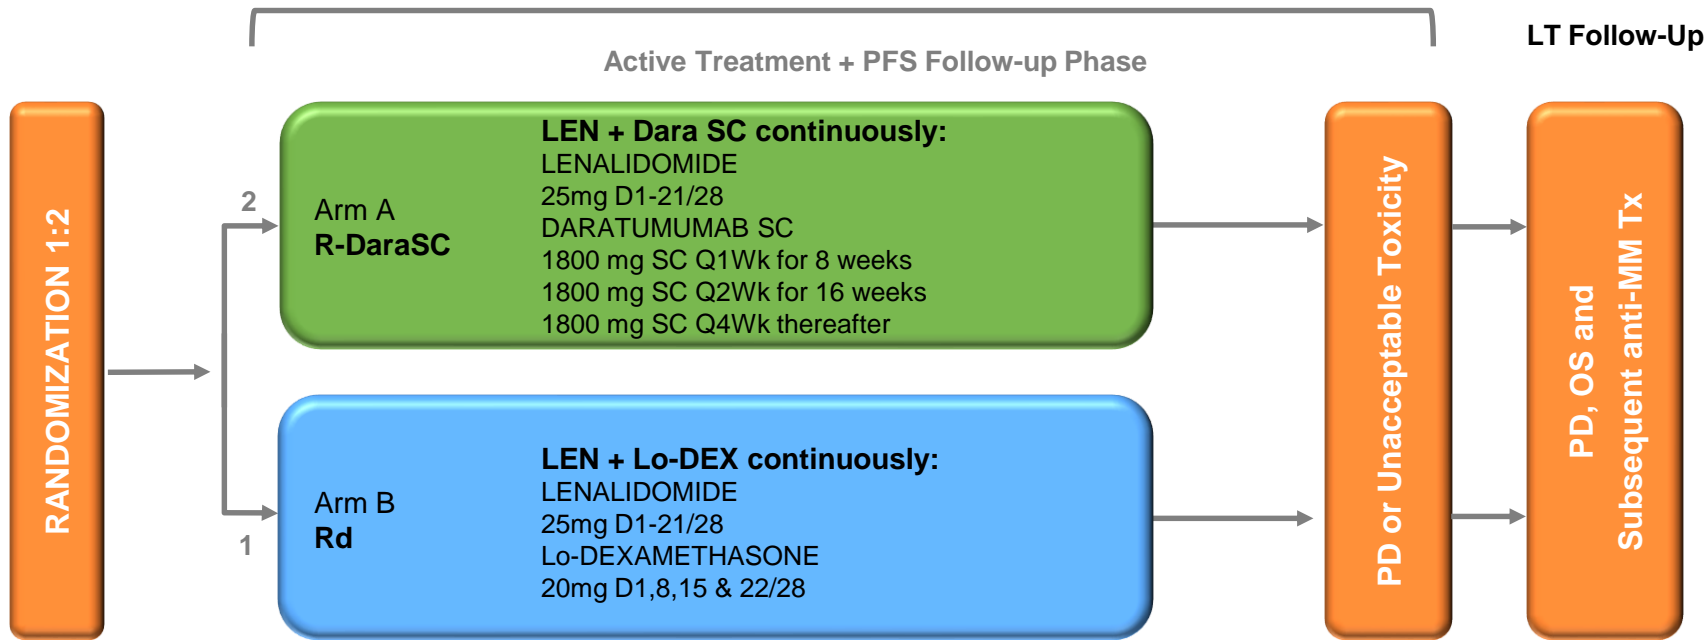 LT Follow-Up
Active Treatment + PFS Follow-up Phase
RANDOMIZATION 1:2
2
1
Arm A
R-DaraSC
LEN + Dara SC continuously:
LENALIDOMIDE
25mg D1-21/28
DARATUMUMAB SC
1800 mg SC Q1Wk for 8 weeks
1800 mg SC Q2Wk for 16 weeks
1800 mg SC Q4Wk thereafter
Arm B
Rd
LEN + Lo-DEX continuously:
LENALIDOMIDE
25mg D1-21/28
Lo-DEXAMETHASONE
20mg D1,8,15 & 22/28
PD or Unacceptable Toxicity
PD, OS and
Subsequent anti-MM Tx